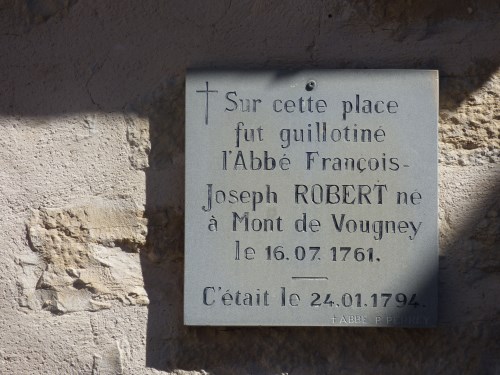 † Sur cette place
fut guillotiné
l'Abbé François-
Joseph ROBERT né
à Mont de Vougney
le 16.07.1761.
C'était le 24.01.1794.
† ABBÉ P.